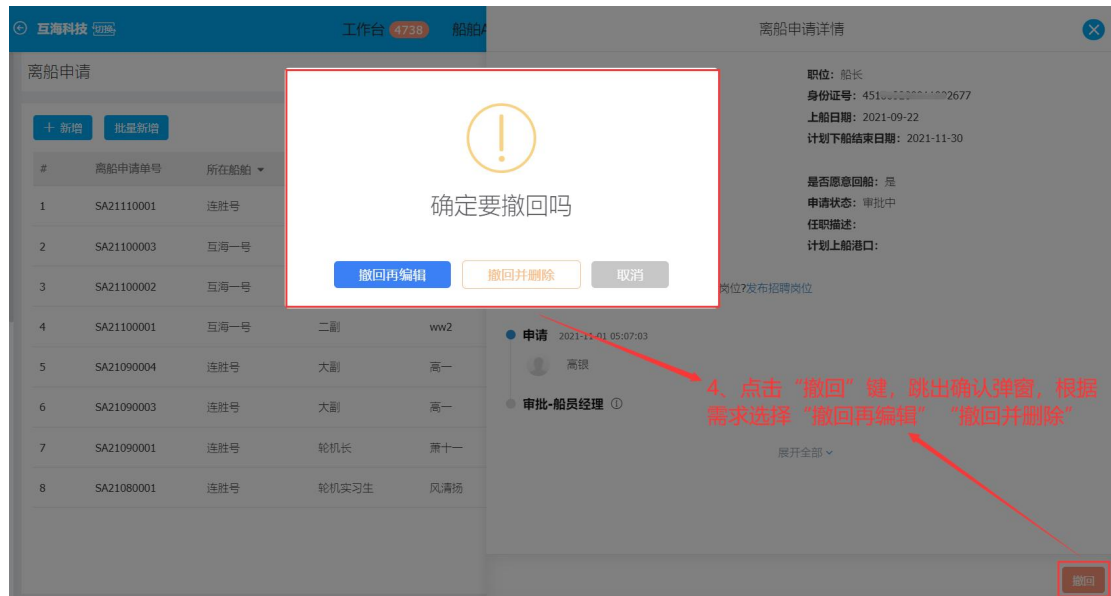 互海科技 切换
工作台 4738 船舶A
离船申请详情
离船申请
+ 新增 批量新增
# 离船申请单号 所在船舶
1 SA21110001 连胜号
2 SA21100003 互海一号
3 SA21100002 互海一号
4 SA21100001 互海一号 二副 ww2
5 SA21090004 连胜号 大副 高一
6 SA21090003 连胜号 大副 高一
7 SA21090001 连胜号 轮机长 萧十一
8 SA21080001 连胜号 轮机实习生 风清扬
确定要撤回吗
撤回再编辑 撤回并删除 取消
职位: 船长
身份证号: 451 2677
上船日期: 2021-09-22
计划下船结束日期: 2021-11-30
是否愿意回船: 是
申请状态: 审批中
任职描述:
计划上船港口:
岗位?发布招聘岗位
申请 2021-11-01 05:07:03
高银
审批-船员经理
4、点击“撤回”键，跳出确认弹窗，根据
需求选择“撤回再编辑”“撤回并删除”
展开全部
撤回